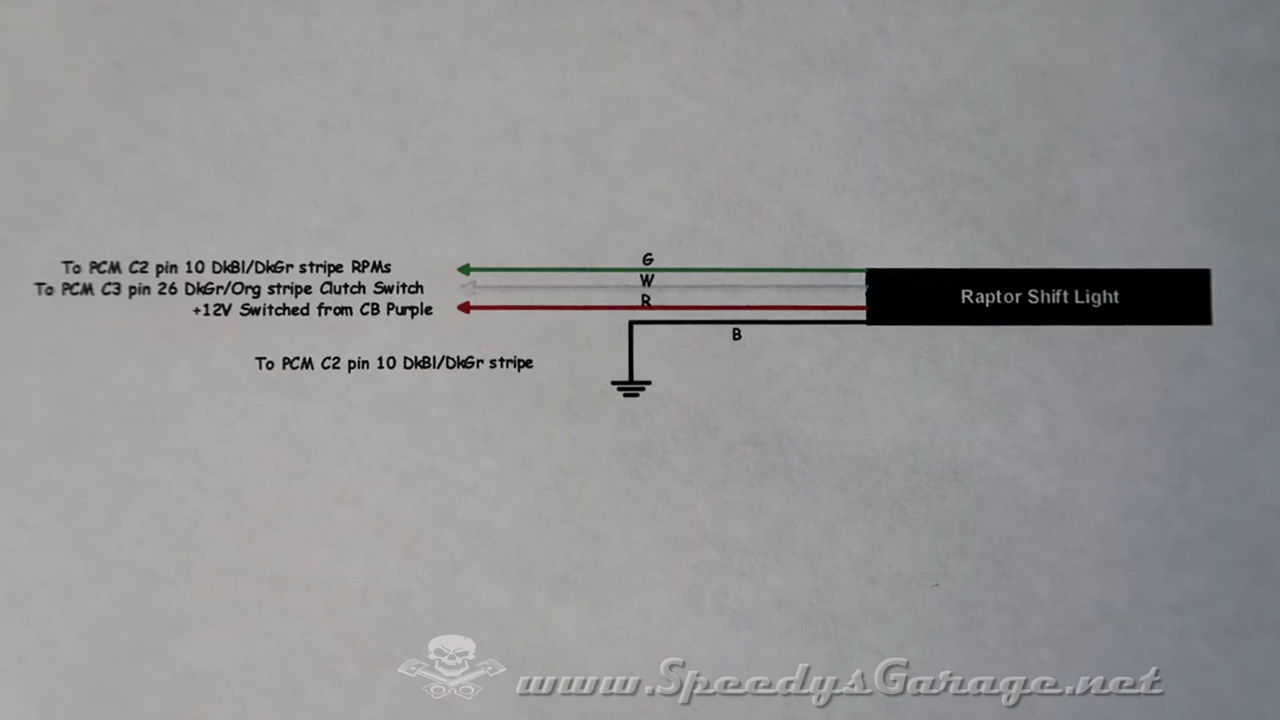 G
To PCM C2 pin 10 DkBl/DkGr stripe RPMs
W
To PCM C3 pin 26 DkGr/Org stripe Clutch Switch
Raptor Shift Light
R
+12V Switched from CB Purple
B
To PCM C2 pin 10 DkBl/DkGr stripe
www.SpeedysGarage.net